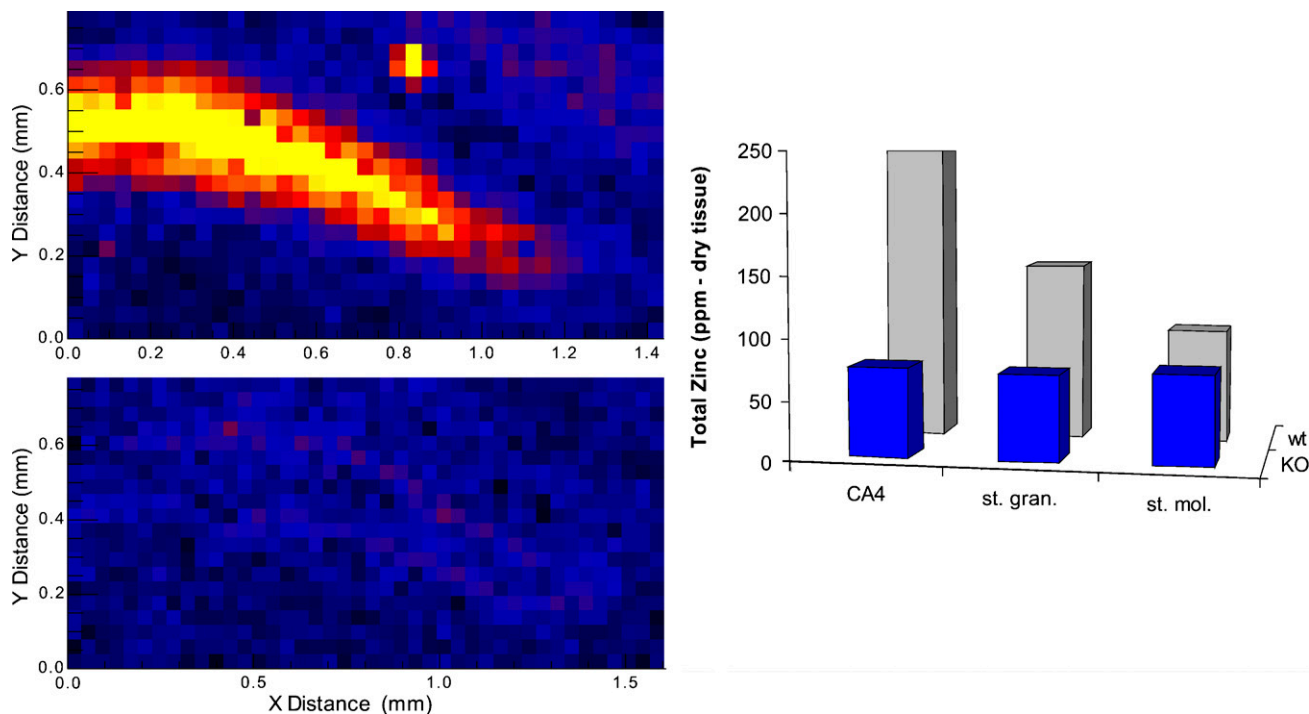 Y Distance (mm)
0.6
0.4
0.2
0.0
0.0 0.2 0.4 0.6 0.8 1.0 1.2 1.4
Y Distance (mm)
0.6
0.4
0.2
0.0
0.0 0.5 1.0 1.5
X Distance (mm)
Total Zinc (ppm - dry tissue)
250
200
150
100
50
0
CA4 st. gran. st. mol.
wt
KO